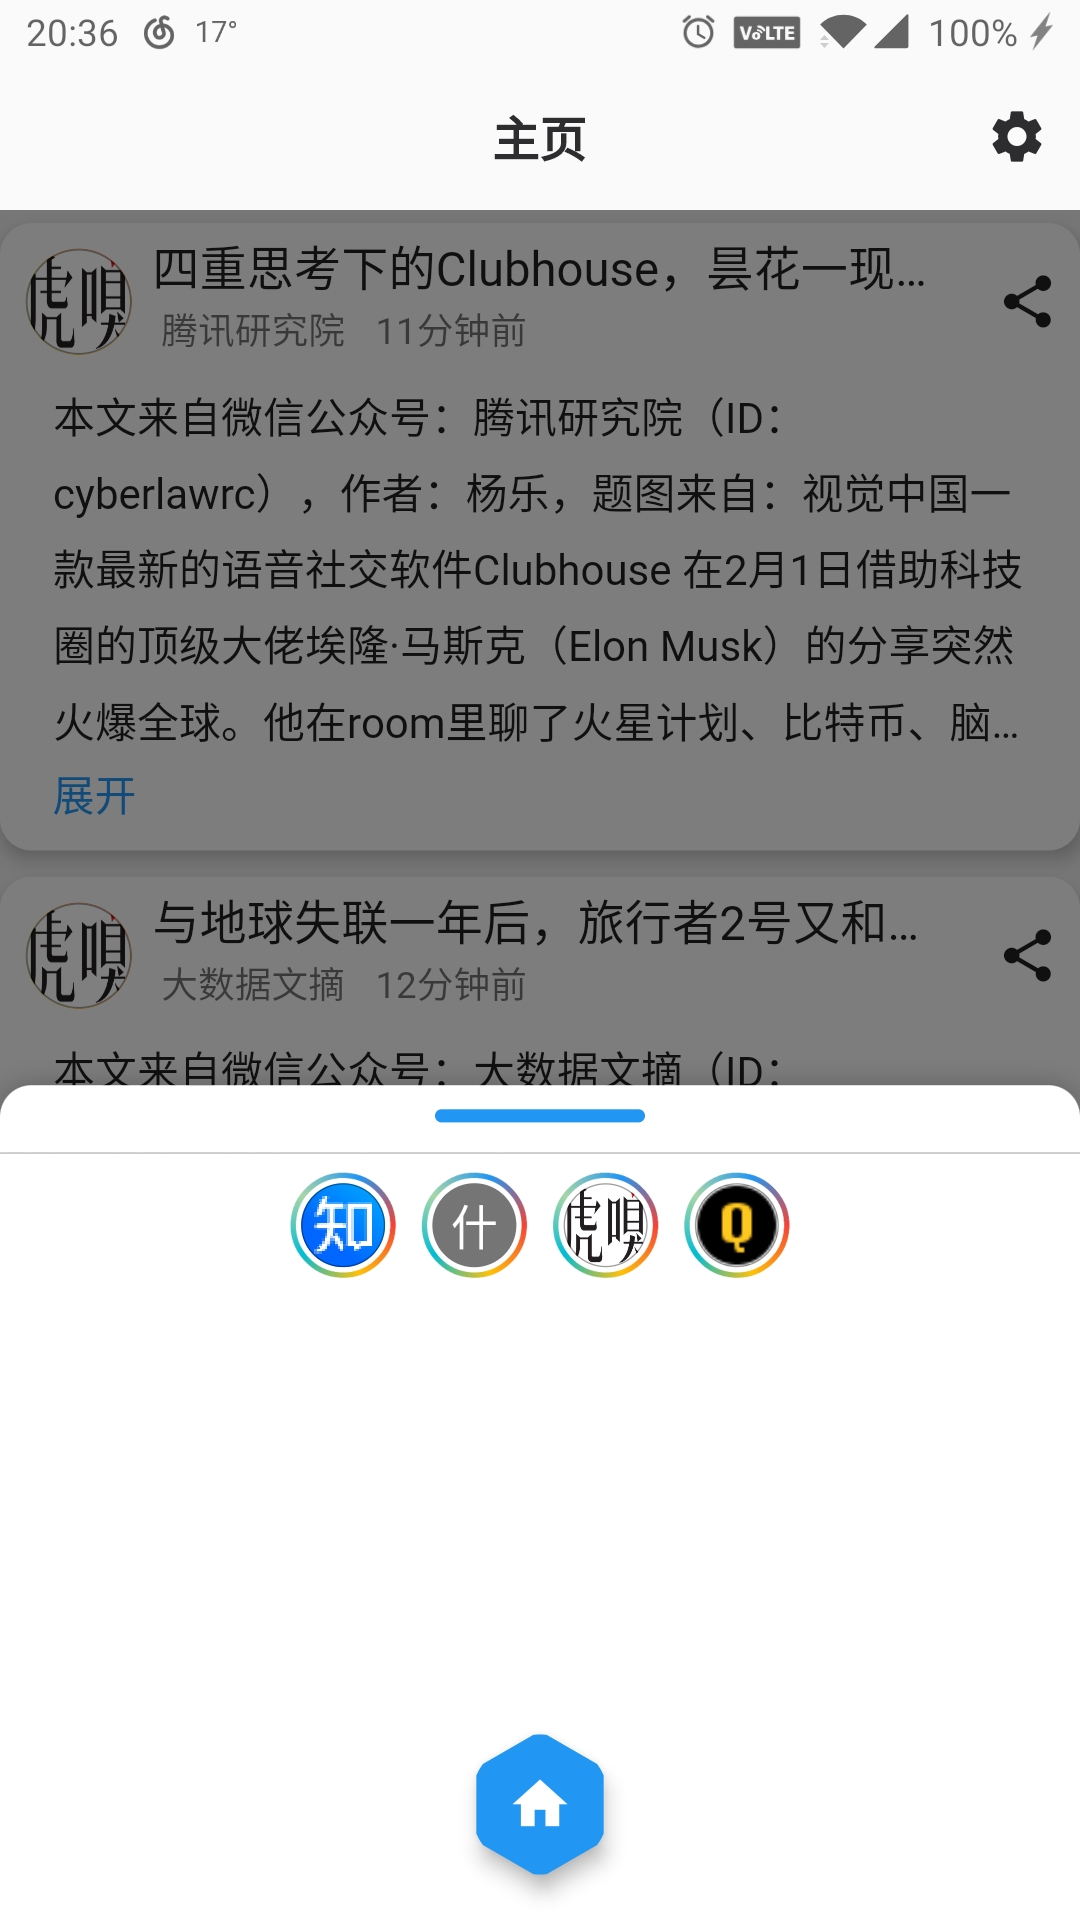 20:36 17° VoLTE 100%
主页
四重思考下的Clubhouse，昙花一现…
腾讯研究院 11分钟前
本文来自微信公众号：腾讯研究院（ID：
cyberlawrc），作者：杨乐，题图来自：视觉中国一
款最新的语音社交软件Clubhouse 在2月1日借助科技
圈的顶级大佬埃隆·马斯克（Elon Musk）的分享突然
火爆全球。他在room里聊了火星计划、比特币、脑…
展开
与地球失联一年后，旅行者2号又和…
大数据文摘 12分钟前
本文来自微信公众号：大数据文摘（ID：
知 什 虎嗅 Q